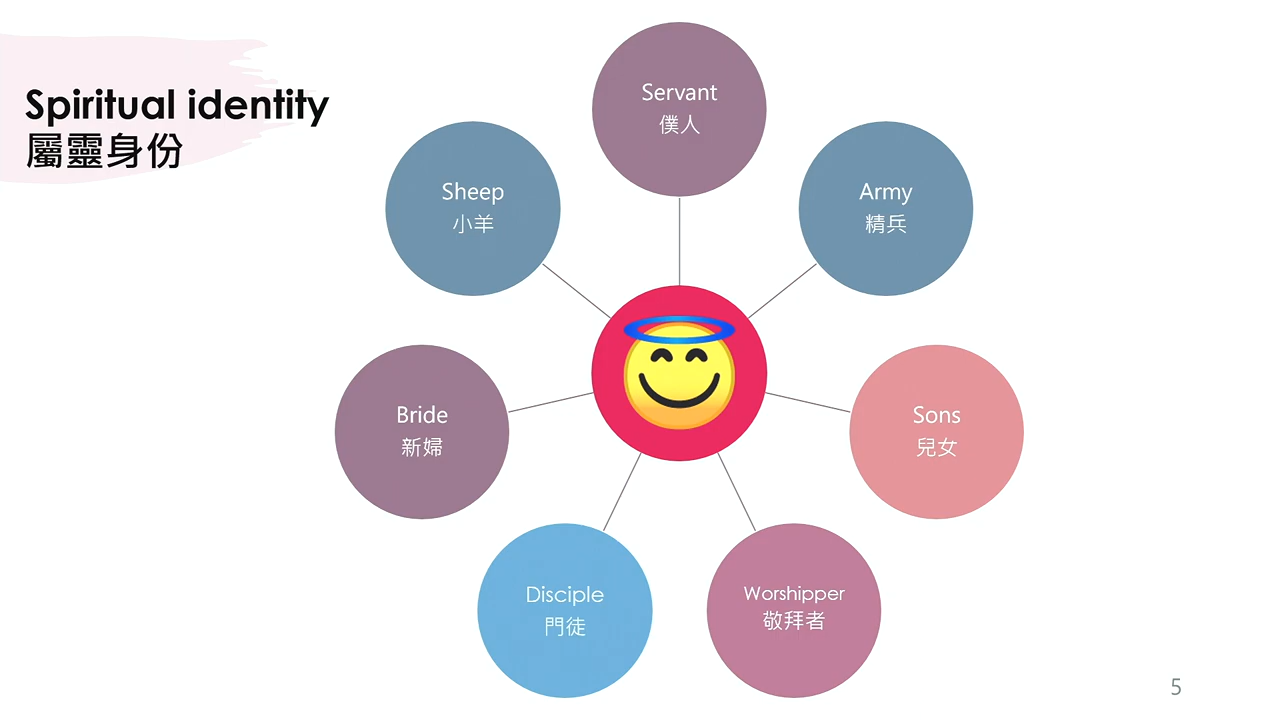 Spiritual identity
屬靈身份
Servant
僕人
Army
精兵
Sons
兒女
Worshipper
敬拜者
Disciple
門徒
Bride
新婦
Sheep
小羊
5